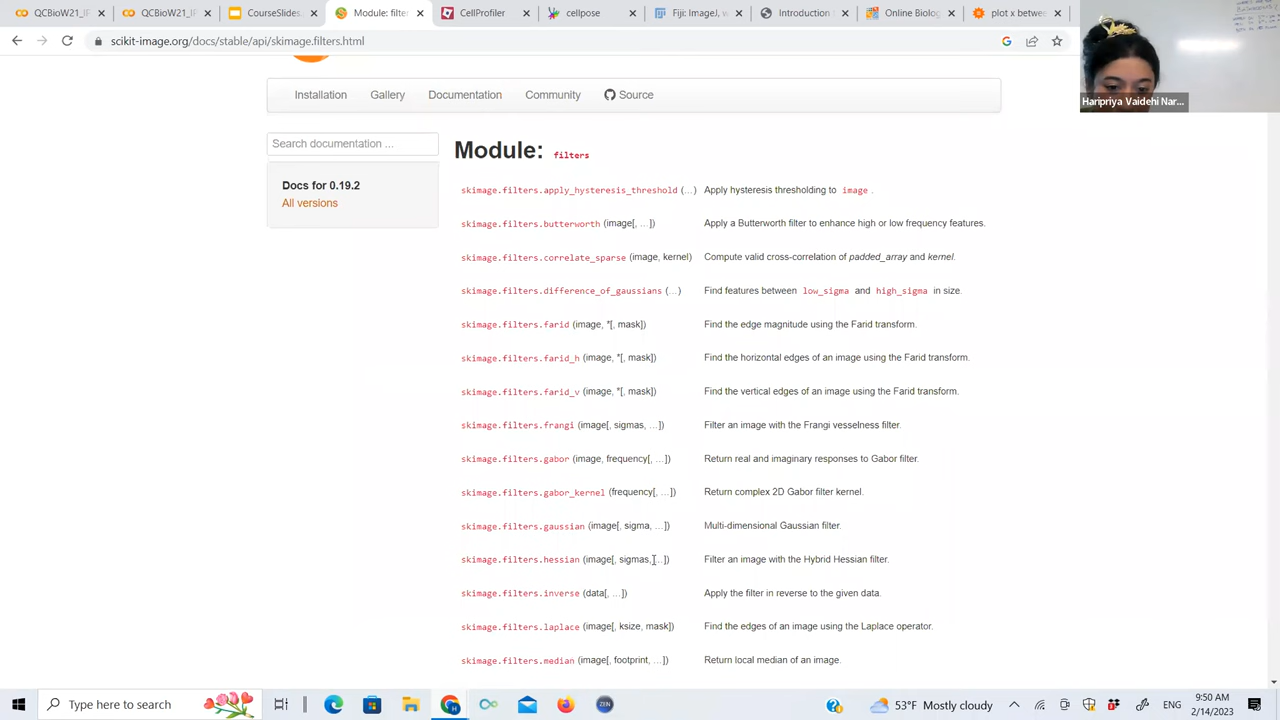 QCBioW21_IF
QCBioW21_IF
CourseSlides
Module: filter
CellProfiler
cellpose
Fiji: ImageJ, v
Introduction
Online Biolog
plot x betwee
scikit-image.org/docs/stable/api/skimage.filters.html
Haripriya Vaidehi Nar...
Installation Gallery Documentation Community Source
Search documentation ...
Docs for 0.19.2
All versions
Module: filters
skimage.filters.apply_hysteresis_threshold (...) Apply hysteresis thresholding to image .
skimage.filters.butterworth (image[, ...]) Apply a Butterworth filter to enhance high or low frequency features.
skimage.filters.correlate_sparse (image, kernel) Compute valid cross-correlation of padded_array and kernel.
skimage.filters.difference_of_gaussians (...) Find features between low_sigma and high_sigma in size.
skimage.filters.farid (image, *[, mask]) Find the edge magnitude using the Farid transform.
skimage.filters.farid_h (image, *[, mask]) Find the horizontal edges of an image using the Farid transform.
skimage.filters.farid_v (image, *[, mask]) Find the vertical edges of an image using the Farid transform.
skimage.filters.frangi (image[, sigmas, ...]) Filter an image with the Frangi vesselness filter.
skimage.filters.gabor (image, frequency[, ...]) Return real and imaginary responses to Gabor filter.
skimage.filters.gabor_kernel (frequency[, ...]) Return complex 2D Gabor filter kernel.
skimage.filters.gaussian (image[, sigma, ...]) Multi-dimensional Gaussian filter.
skimage.filters.hessian (image[, sigmas, ...]) Filter an image with the Hybrid Hessian filter.
skimage.filters.inverse (data[, ...]) Apply the filter in reverse to the given data.
skimage.filters.laplace (image[, ksize, mask]) Find the edges of an image using the Laplace operator.
skimage.filters.median (image[, footprint, ...]) Return local median of an image.
Type here to search
ZEN
53°F Mostly cloudy
ENG
9:50 AM
2/14/2023